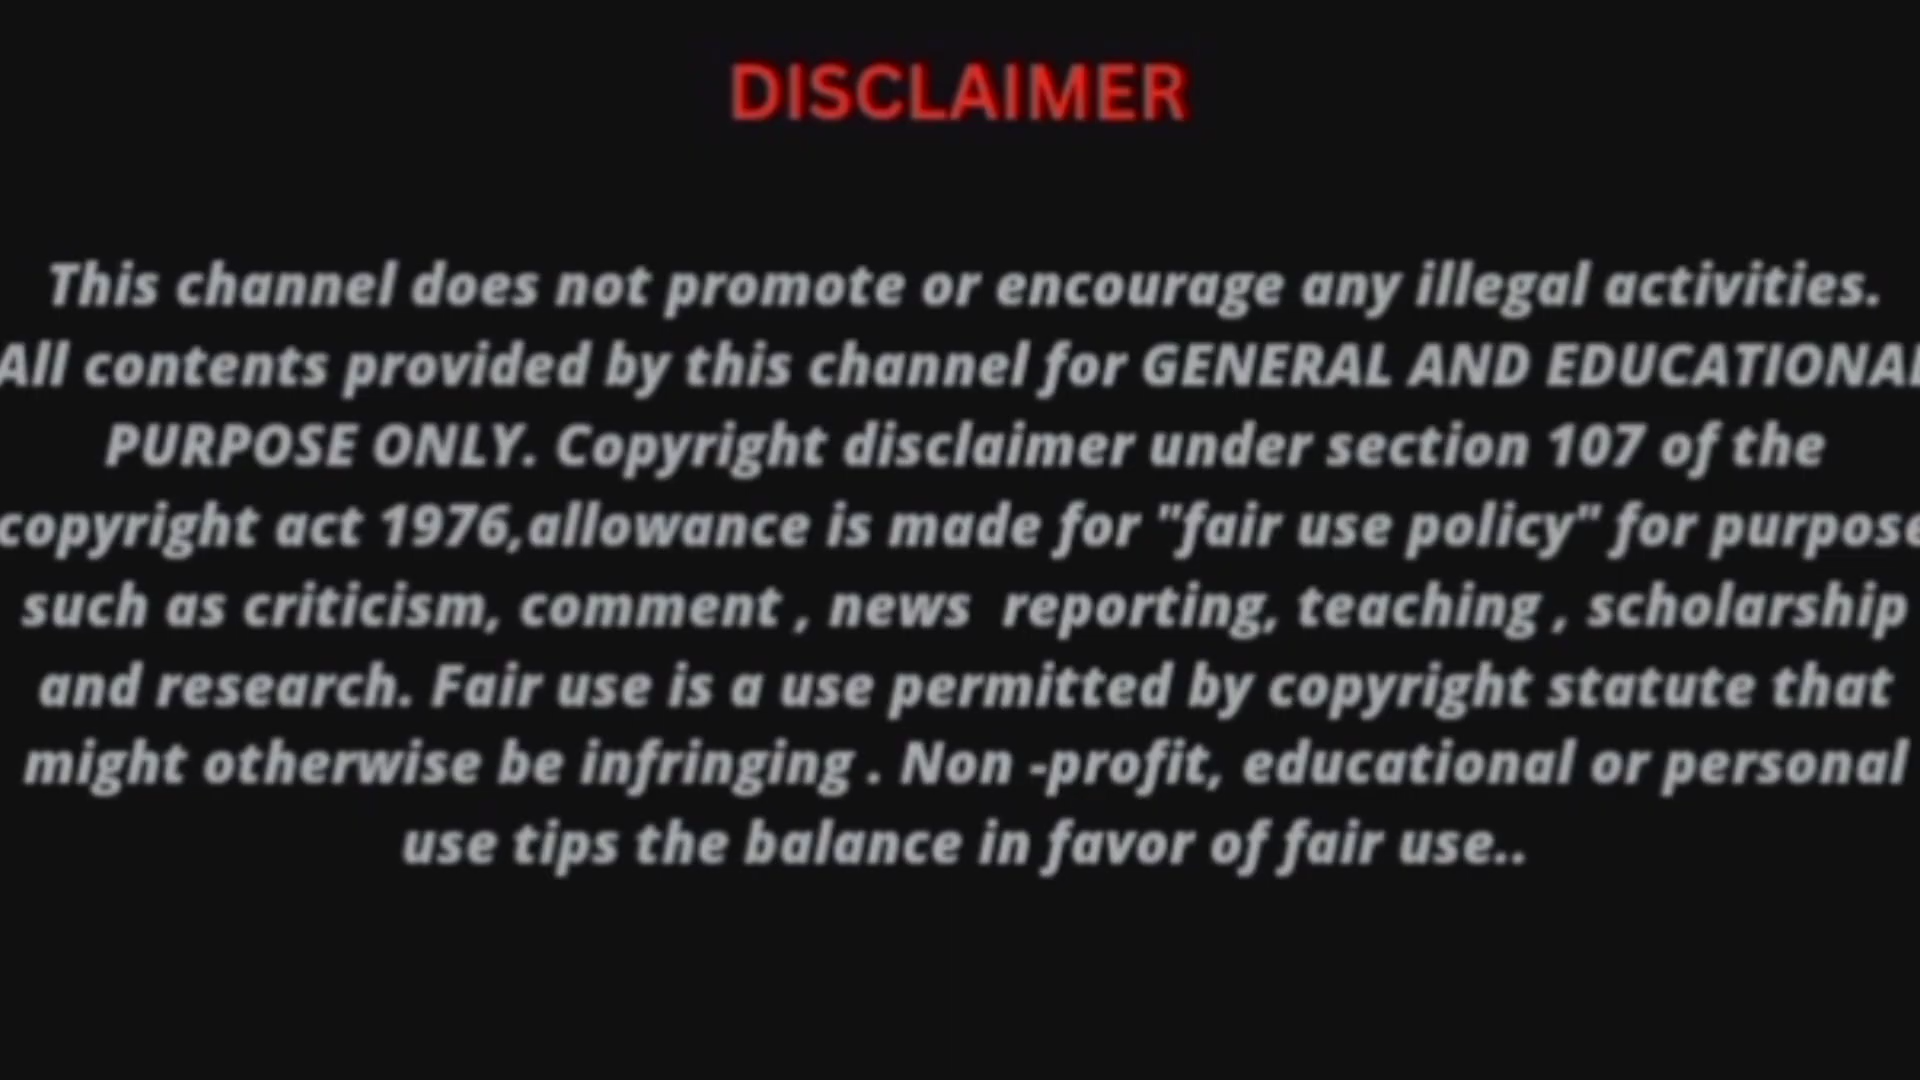 DISCLAIMER
This channel does not promote or encourage any illegal activities.
All contents provided by this channel for GENERAL AND EDUCATIONAL
PURPOSE ONLY. Copyright disclaimer under section 107 of the
copyright act 1976,allowance is made for "fair use policy" for purpose
such as criticism, comment , news  reporting, teaching , scholarship
and research. Fair use is a use permitted by copyright statute that
might otherwise be infringing . Non -profit, educational or personal
use tips the balance in favor of fair use..